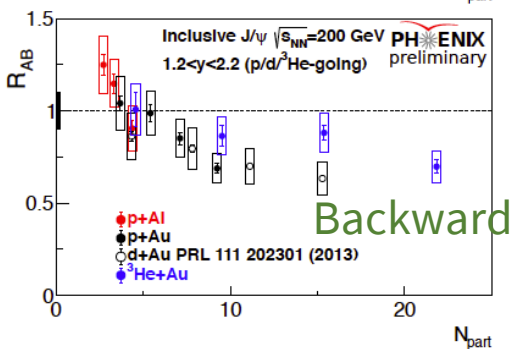 Inclusive J/ψ √sNN=200 GeV PH✳ENIX
preliminary
1.2<y<2.2 (p/d/3He-going)
RAB
1.5
1
0.5
0
Backward
p+Al
p+Au
d+Au PRL 111 202301 (2013)
3He+Au
0
10
20
Npart